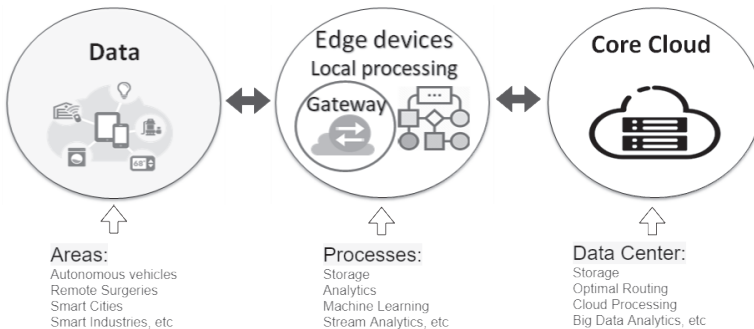 Data
68°
Edge devices
Local processing
Gateway
...
Core Cloud
Areas:
Autonomous vehicles
Remote Surgeries
Smart Cities
Smart Industries, etc
Processes:
Storage
Analytics
Machine Learning
Stream Analytics, etc
Data Center:
Storage
Optimal Routing
Cloud Processing
Big Data Analytics, etc